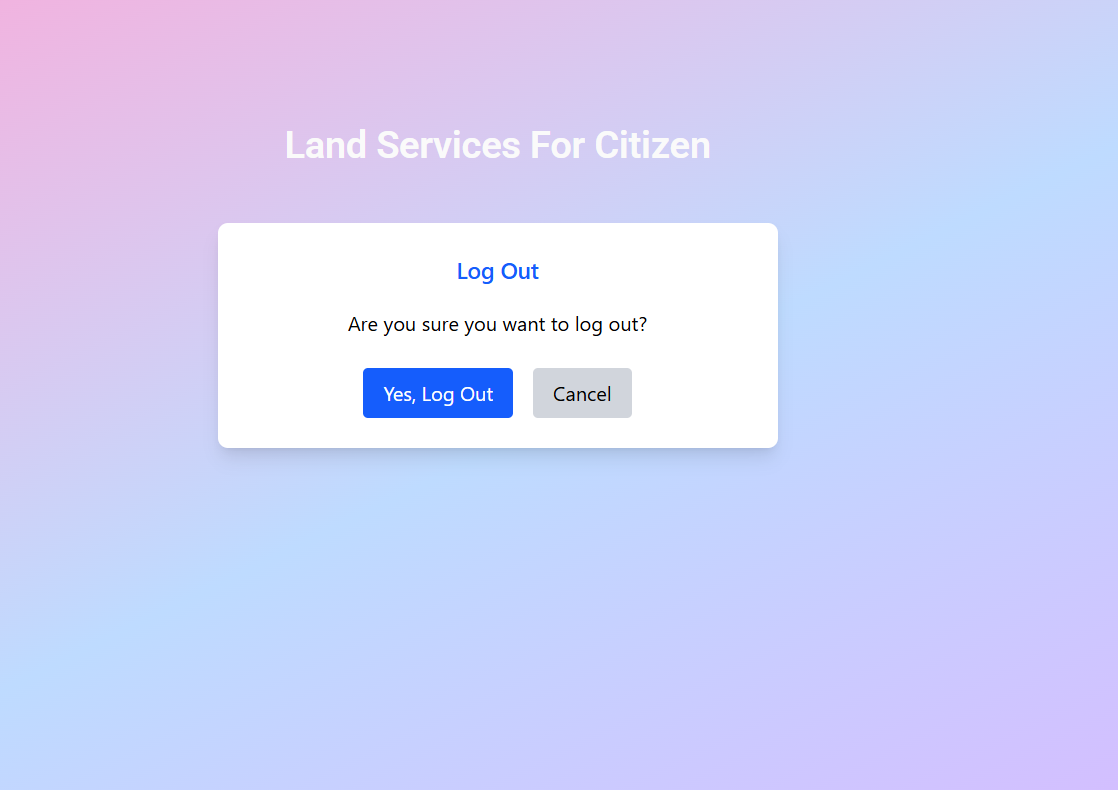 Land Services For Citizen
Log Out
Are you sure you want to log out?
Yes, Log Out
Cancel